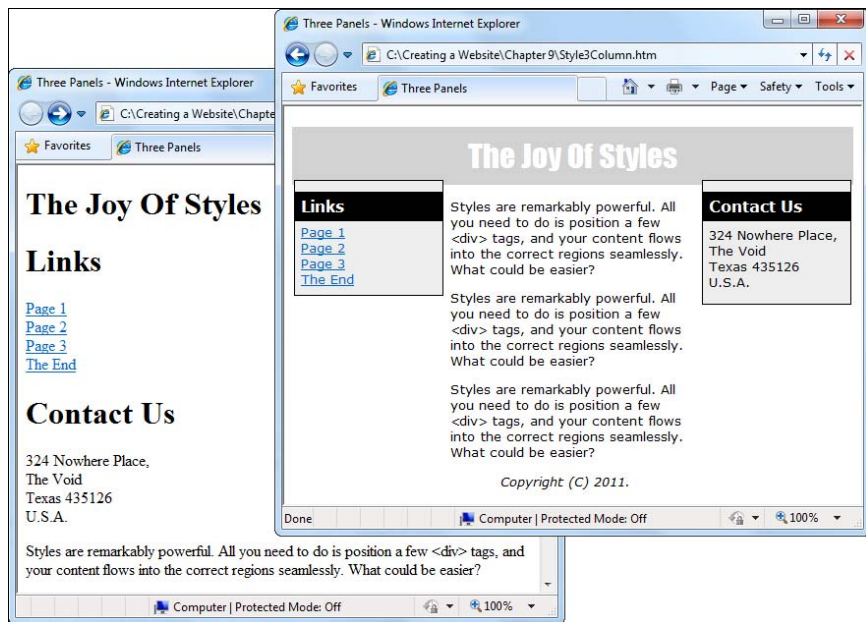 Three Panels - Windows Internet Explorer
C:\Creating a Website\Chapte
Favorites
Three Panels
The Joy Of Styles
Links
Page 1
Page 2
Page 3
The End
Contact Us
324 Nowhere Place,
The Void
Texas 435126
U.S.A.
Styles are remarkably powerful. All you need to do is position a few <div> tags, and
your content flows into the correct regions seamlessly. What could be easier?
Computer | Protected Mode: Off
100%
Three Panels - Windows Internet Explorer
C:\Creating a Website\Chapter 9\Style3Column.htm
Favorites
Three Panels
Page
Safety
Tools
The Joy Of Styles
Links
Page 1
Page 2
Page 3
The End
Styles are remarkably powerful. All
you need to do is position a few
<div> tags, and your content flows
into the correct regions seamlessly.
What could be easier?
Styles are remarkably powerful. All
you need to do is position a few
<div> tags, and your content flows
into the correct regions seamlessly.
What could be easier?
Styles are remarkably powerful. All
you need to do is position a few
<div> tags, and your content flows
into the correct regions seamlessly.
What could be easier?
Copyright (C) 2011.
Contact Us
324 Nowhere Place,
The Void
Texas 435126
U.S.A.
Done
Computer | Protected Mode: Off
100%